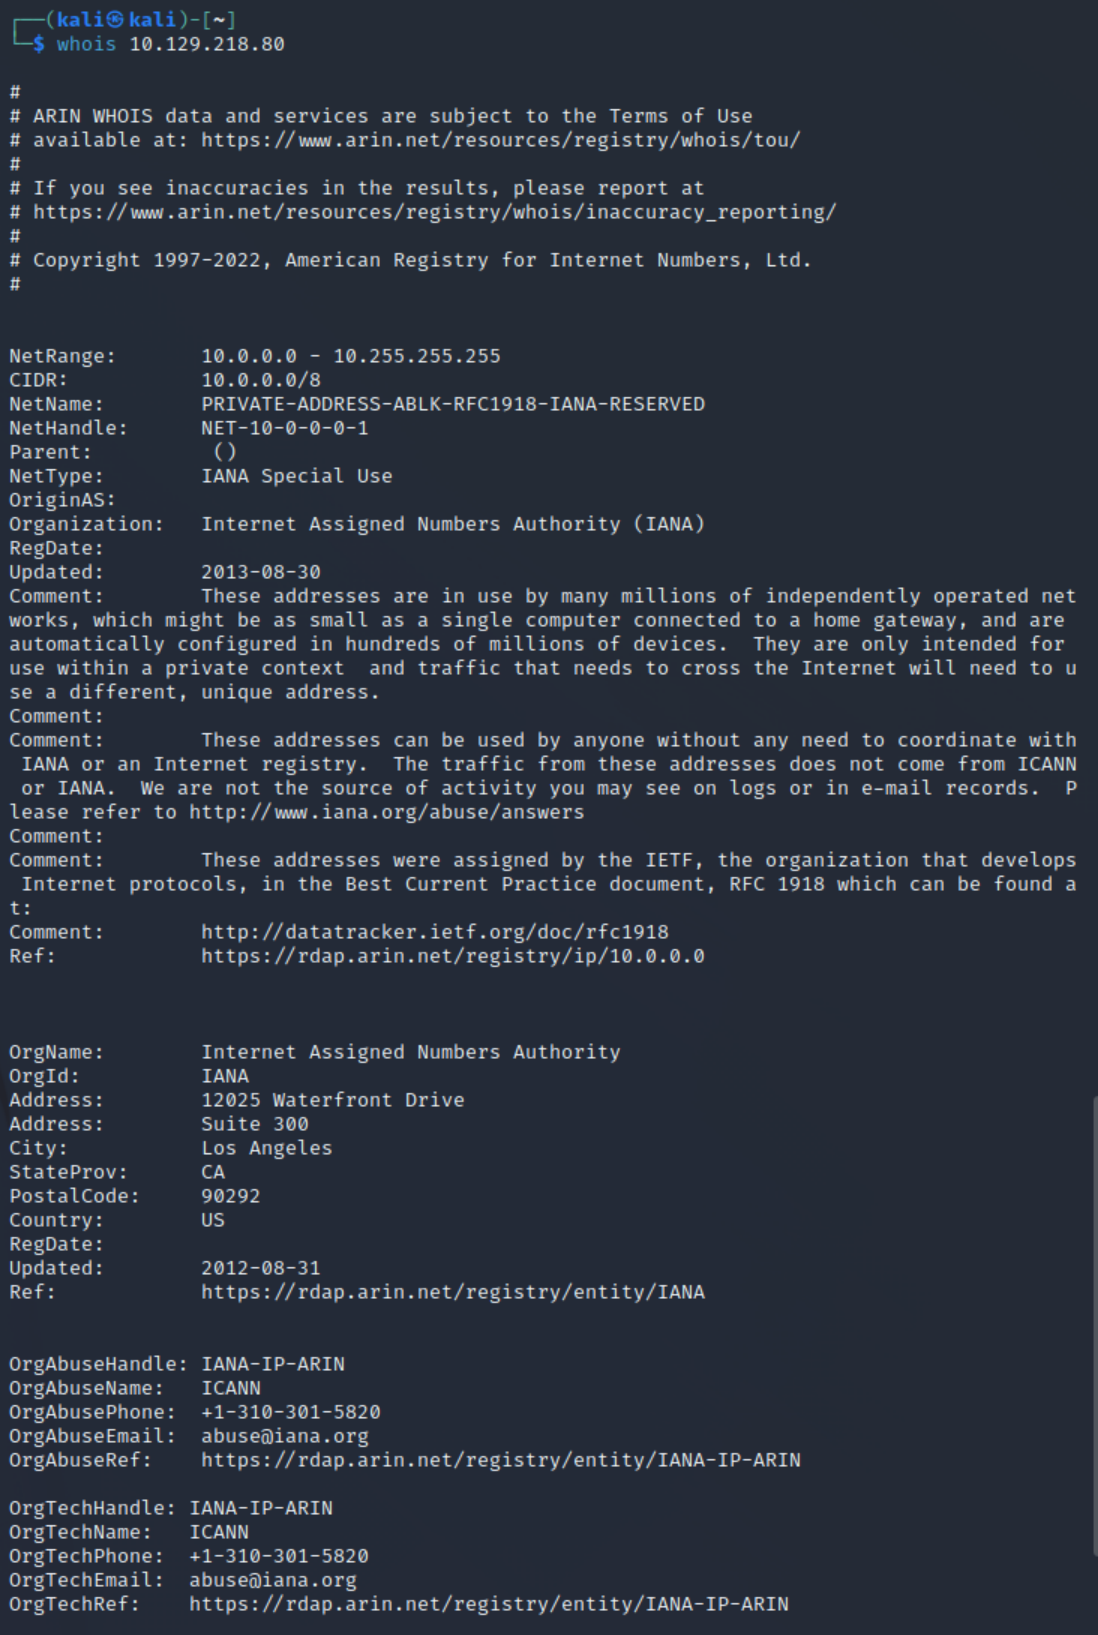 ┌──(kali㉿kali)-[~]
└─$ whois 10.129.218.80
#
# ARIN WHOIS data and services are subject to the Terms of Use
# available at: https://www.arin.net/resources/registry/whois/tou/
#
# If you see inaccuracies in the results, please report at
# https://www.arin.net/resources/registry/whois/inaccuracy_reporting/
#
# Copyright 1997-2022, American Registry for Internet Numbers, Ltd.
#
NetRange:       10.0.0.0 - 10.255.255.255
CIDR:           10.0.0.0/8
NetName:        PRIVATE-ADDRESS-ABLK-RFC1918-IANA-RESERVED
NetHandle:      NET-10-0-0-0-1
Parent:          ()
NetType:        IANA Special Use
OriginAS:
Organization:   Internet Assigned Numbers Authority (IANA)
RegDate:
Updated:        2013-08-30
Comment:        These addresses are in use by many millions of independently operated net
works, which might be as small as a single computer connected to a home gateway, and are
automatically configured in hundreds of millions of devices.  They are only intended for
use within a private context  and traffic that needs to cross the Internet will need to u
se a different, unique address.
Comment:
Comment:        These addresses can be used by anyone without any need to coordinate with
 IANA or an Internet registry.  The traffic from these addresses does not come from ICANN
 or IANA.  We are not the source of activity you may see on logs or in e-mail records.  P
lease refer to http://www.iana.org/abuse/answers
Comment:
Comment:        These addresses were assigned by the IETF, the organization that develops
 Internet protocols, in the Best Current Practice document, RFC 1918 which can be found a
t:
Comment:        http://datatracker.ietf.org/doc/rfc1918
Ref:            https://rdap.arin.net/registry/ip/10.0.0.0
OrgName:        Internet Assigned Numbers Authority
OrgId:          IANA
Address:        12025 Waterfront Drive
Address:        Suite 300
City:           Los Angeles
StateProv:      CA
PostalCode:     90292
Country:        US
RegDate:
Updated:        2012-08-31
Ref:            https://rdap.arin.net/registry/entity/IANA
OrgAbuseHandle: IANA-IP-ARIN
OrgAbuseName:   ICANN
OrgAbusePhone:  +1-310-301-5820
OrgAbuseEmail:  abuse@iana.org
OrgAbuseRef:    https://rdap.arin.net/registry/entity/IANA-IP-ARIN
OrgTechHandle: IANA-IP-ARIN
OrgTechName:   ICANN
OrgTechPhone:  +1-310-301-5820
OrgTechEmail:  abuse@iana.org
OrgTechRef:    https://rdap.arin.net/registry/entity/IANA-IP-ARIN